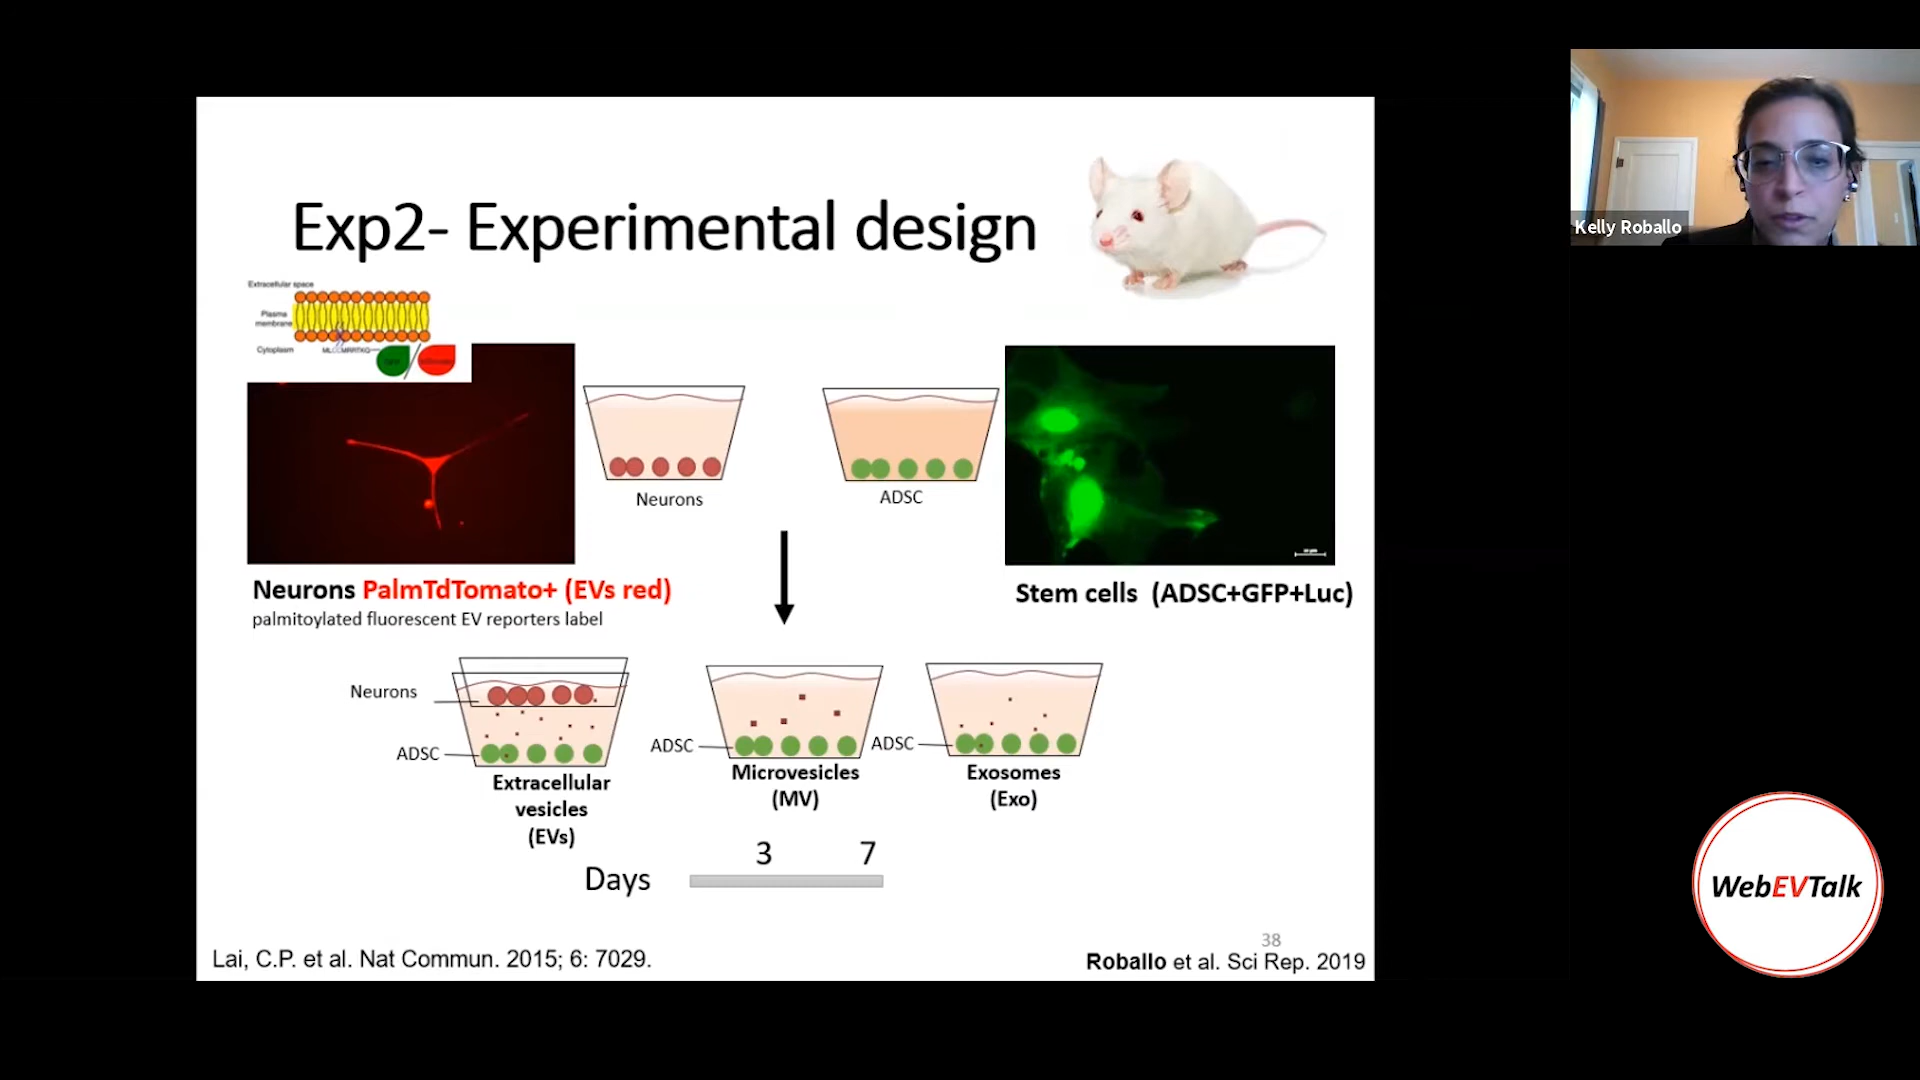 Exp2- Experimental design
Kelly Roballo
Extracellular space
Plasma
membrane
Cytoplasm
Neurons
ADSC
Neurons PalmTdTomato+ (EVs red)
palmitoylated fluorescent EV reporters label
Stem cells (ADSC+GFP+Luc)
Neurons
ADSC
Extracellular
vesicles
(EVs)
ADSC
Microvesicles
(MV)
ADSC
Exosomes
(Exo)
3 7
Days
WebEVTalk
38
Lai, C.P. et al. Nat Commun. 2015; 6: 7029.
Roballo et al. Sci Rep. 2019